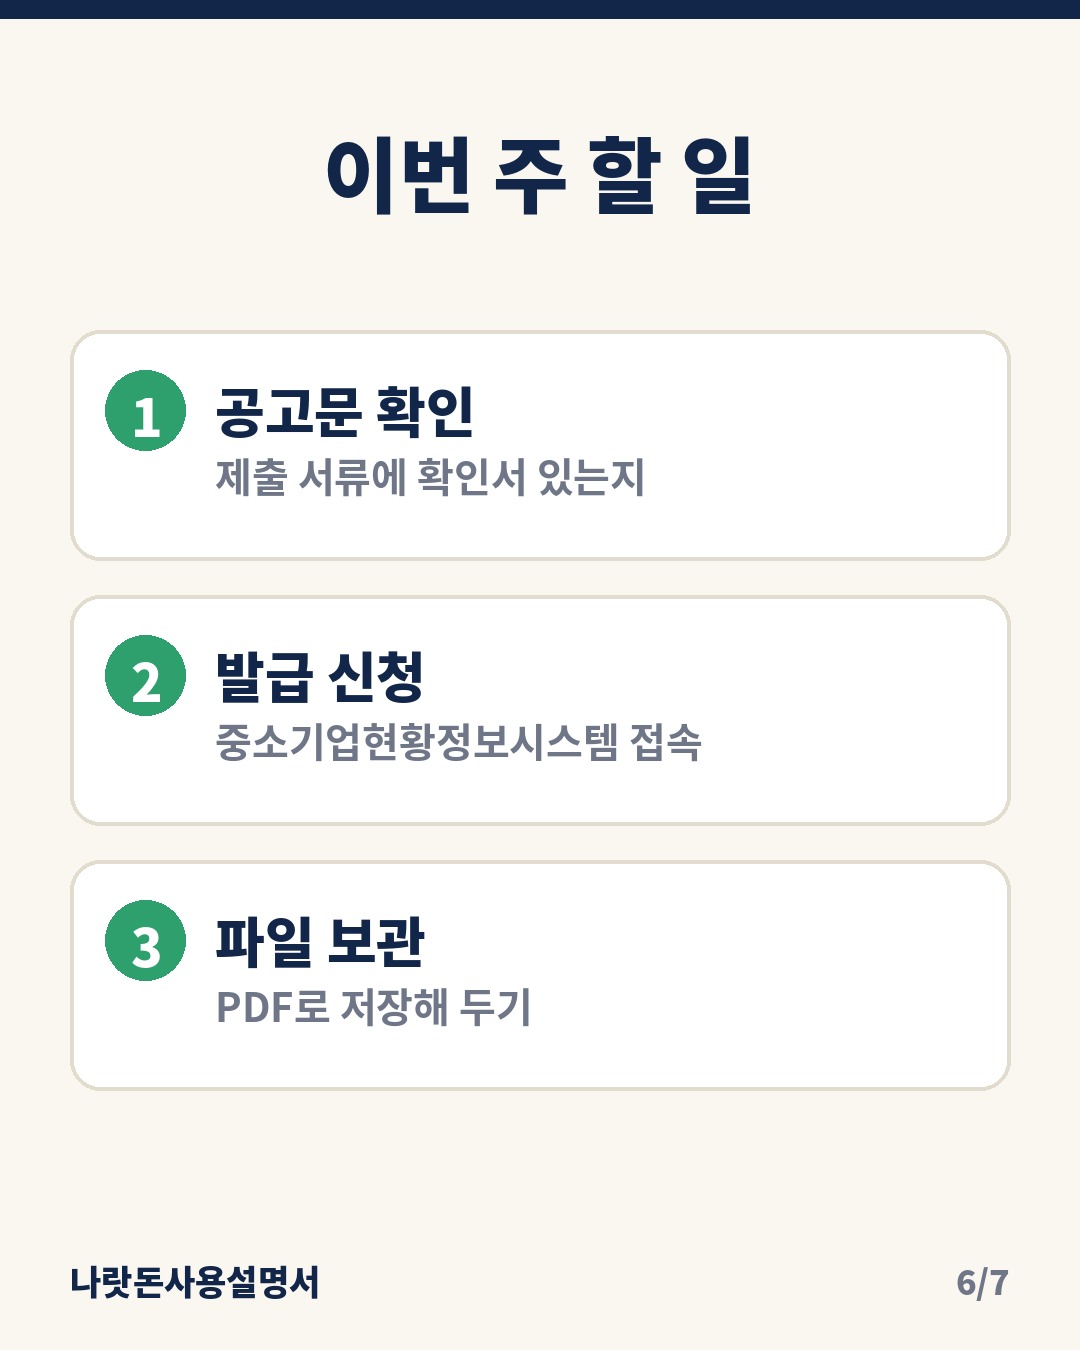 이번 주 할 일
1 공고문 확인
제출 서류에 확인서 있는지
2 발급 신청
중소기업현황정보시스템 접속
3 파일 보관
PDF로 저장해 두기
나랏돈사용설명서 6/7